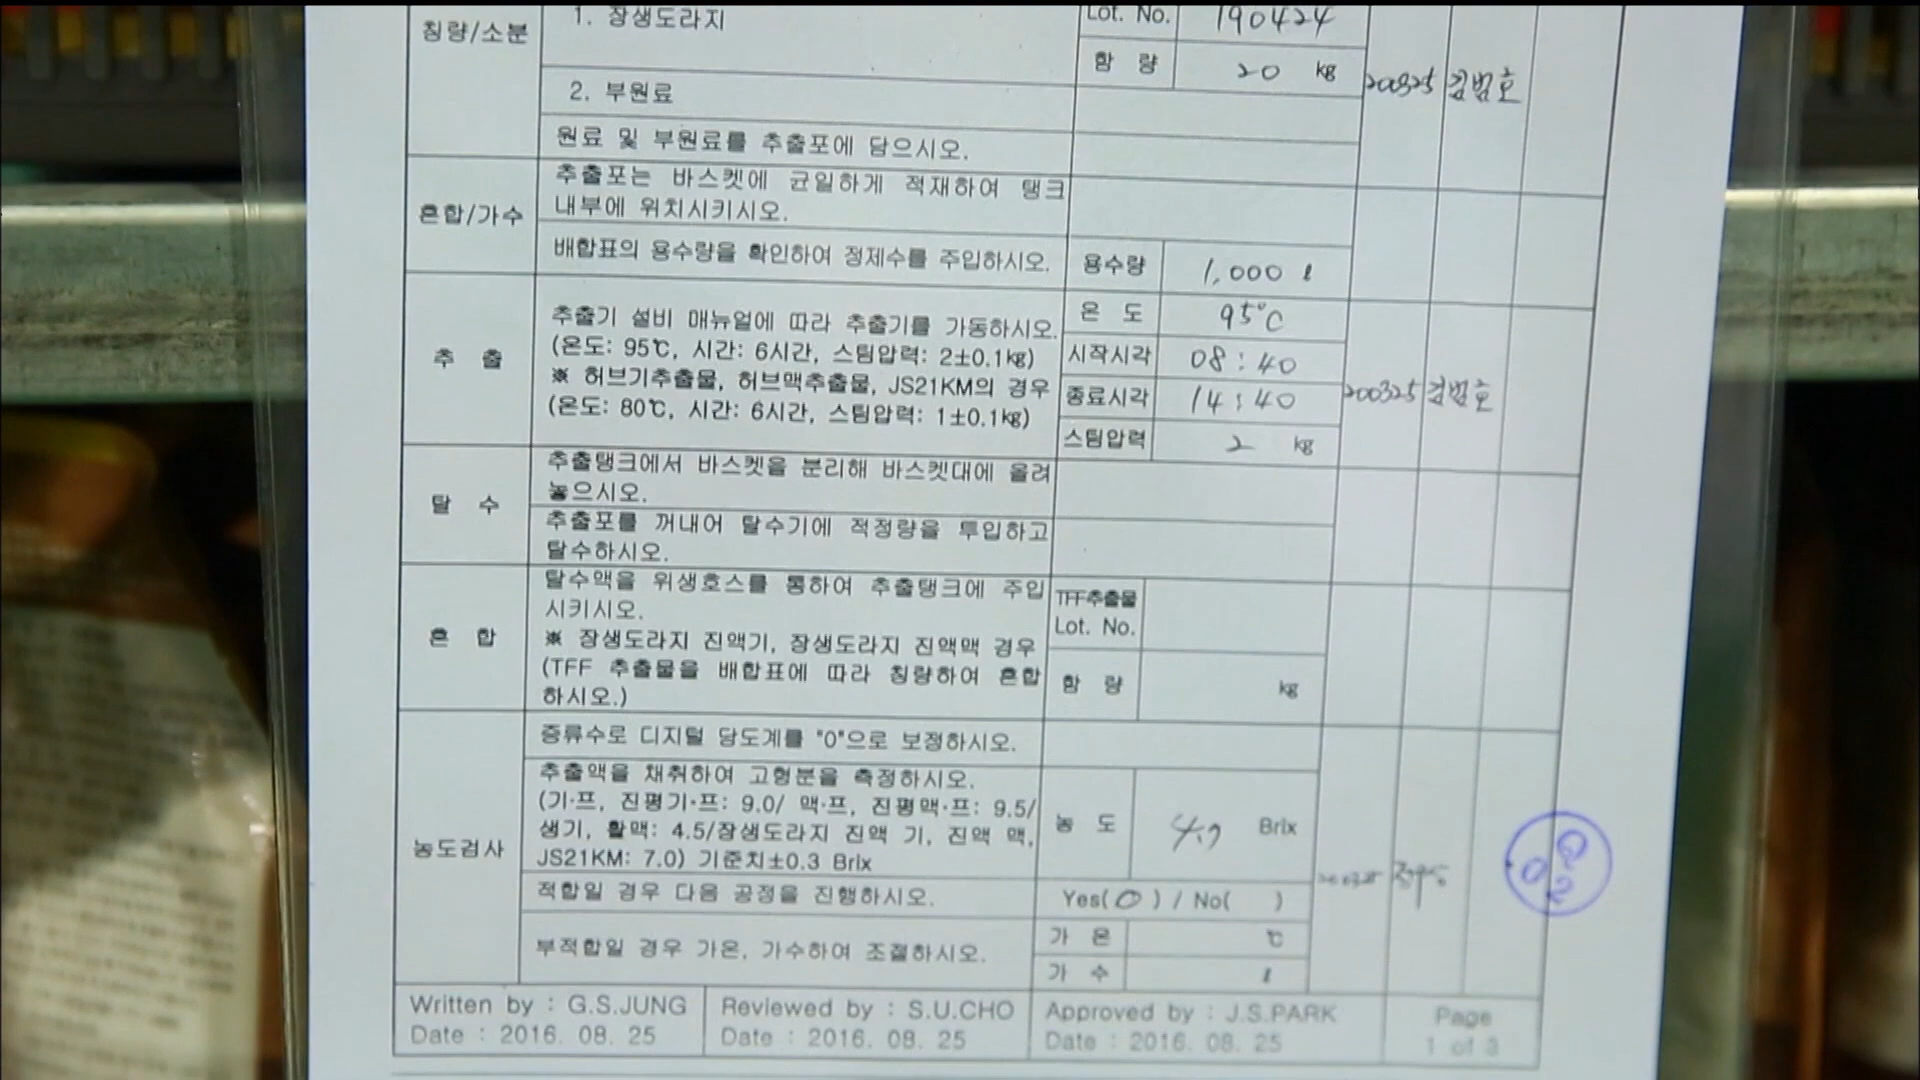 칭량/소분
1. 장생도라지
Lot. No. 190424
함 량 20 kg
200325 김범호
2. 부원료
원료 및 부원료를 추출포에 담으시오.
혼합/가수
추출포는 바스켓에 균일하게 적재하여 탱크
내부에 위치시키시오.
배합표의 용수량을 확인하여 정제수를 주입하시오.
용수량 1,000 ℓ
추 출
추출기 설비 매뉴얼에 따라 추출기를 가동하시오.
(온도: 95℃, 시간: 6시간, 스팀압력: 2±0.1㎏)
※ 허브기추출물, 허브맥추출물, JS21KM의 경우
(온도: 80℃, 시간: 6시간, 스팀압력: 1±0.1㎏)
온 도 95℃
시작시각 08:40
종료시각 14:40
스팀압력 2 kg
200325 김범호
탈 수
추출탱크에서 바스켓을 분리해 바스켓대에 올려
놓으시오.
추출포를 꺼내어 탈수기에 적정량을 투입하고
탈수하시오.
혼 합
탈수액을 위생호스를 통하여 추출탱크에 주입
시키시오.
※ 장생도라지 진액기, 장생도라지 진액맥 경우
(TFF 추출물을 배합표에 따라 칭량하여 혼합
하시오.)
TFF추출물
Lot. No.
함 량 kg
농도검사
증류수로 디지털 당도계를 "0"으로 보정하시오.
추출액을 채취하여 고형분을 측정하시오.
(기·프, 진평기·프: 9.0/ 맥·프, 진평맥·프: 9.5/
생기, 활맥: 4.5/장생도라지 진액 기, 진액 맥,
JS21KM: 7.0) 기준치±0.3 Brix
농 도 4.7 Brix
적합일 경우 다음 공정을 진행하시오.
Yes( O ) / No( )
부적합일 경우 가온, 가수하여 조절하시오.
가 온 ℃
가 수 ℓ
Written by : G.S.JUNG
Date : 2016. 08. 25
Reviewed by : S.U.CHO
Date : 2016. 08. 25
Approved by : J.S.PARK
Date : 2016. 08. 25
Page
1 of 3